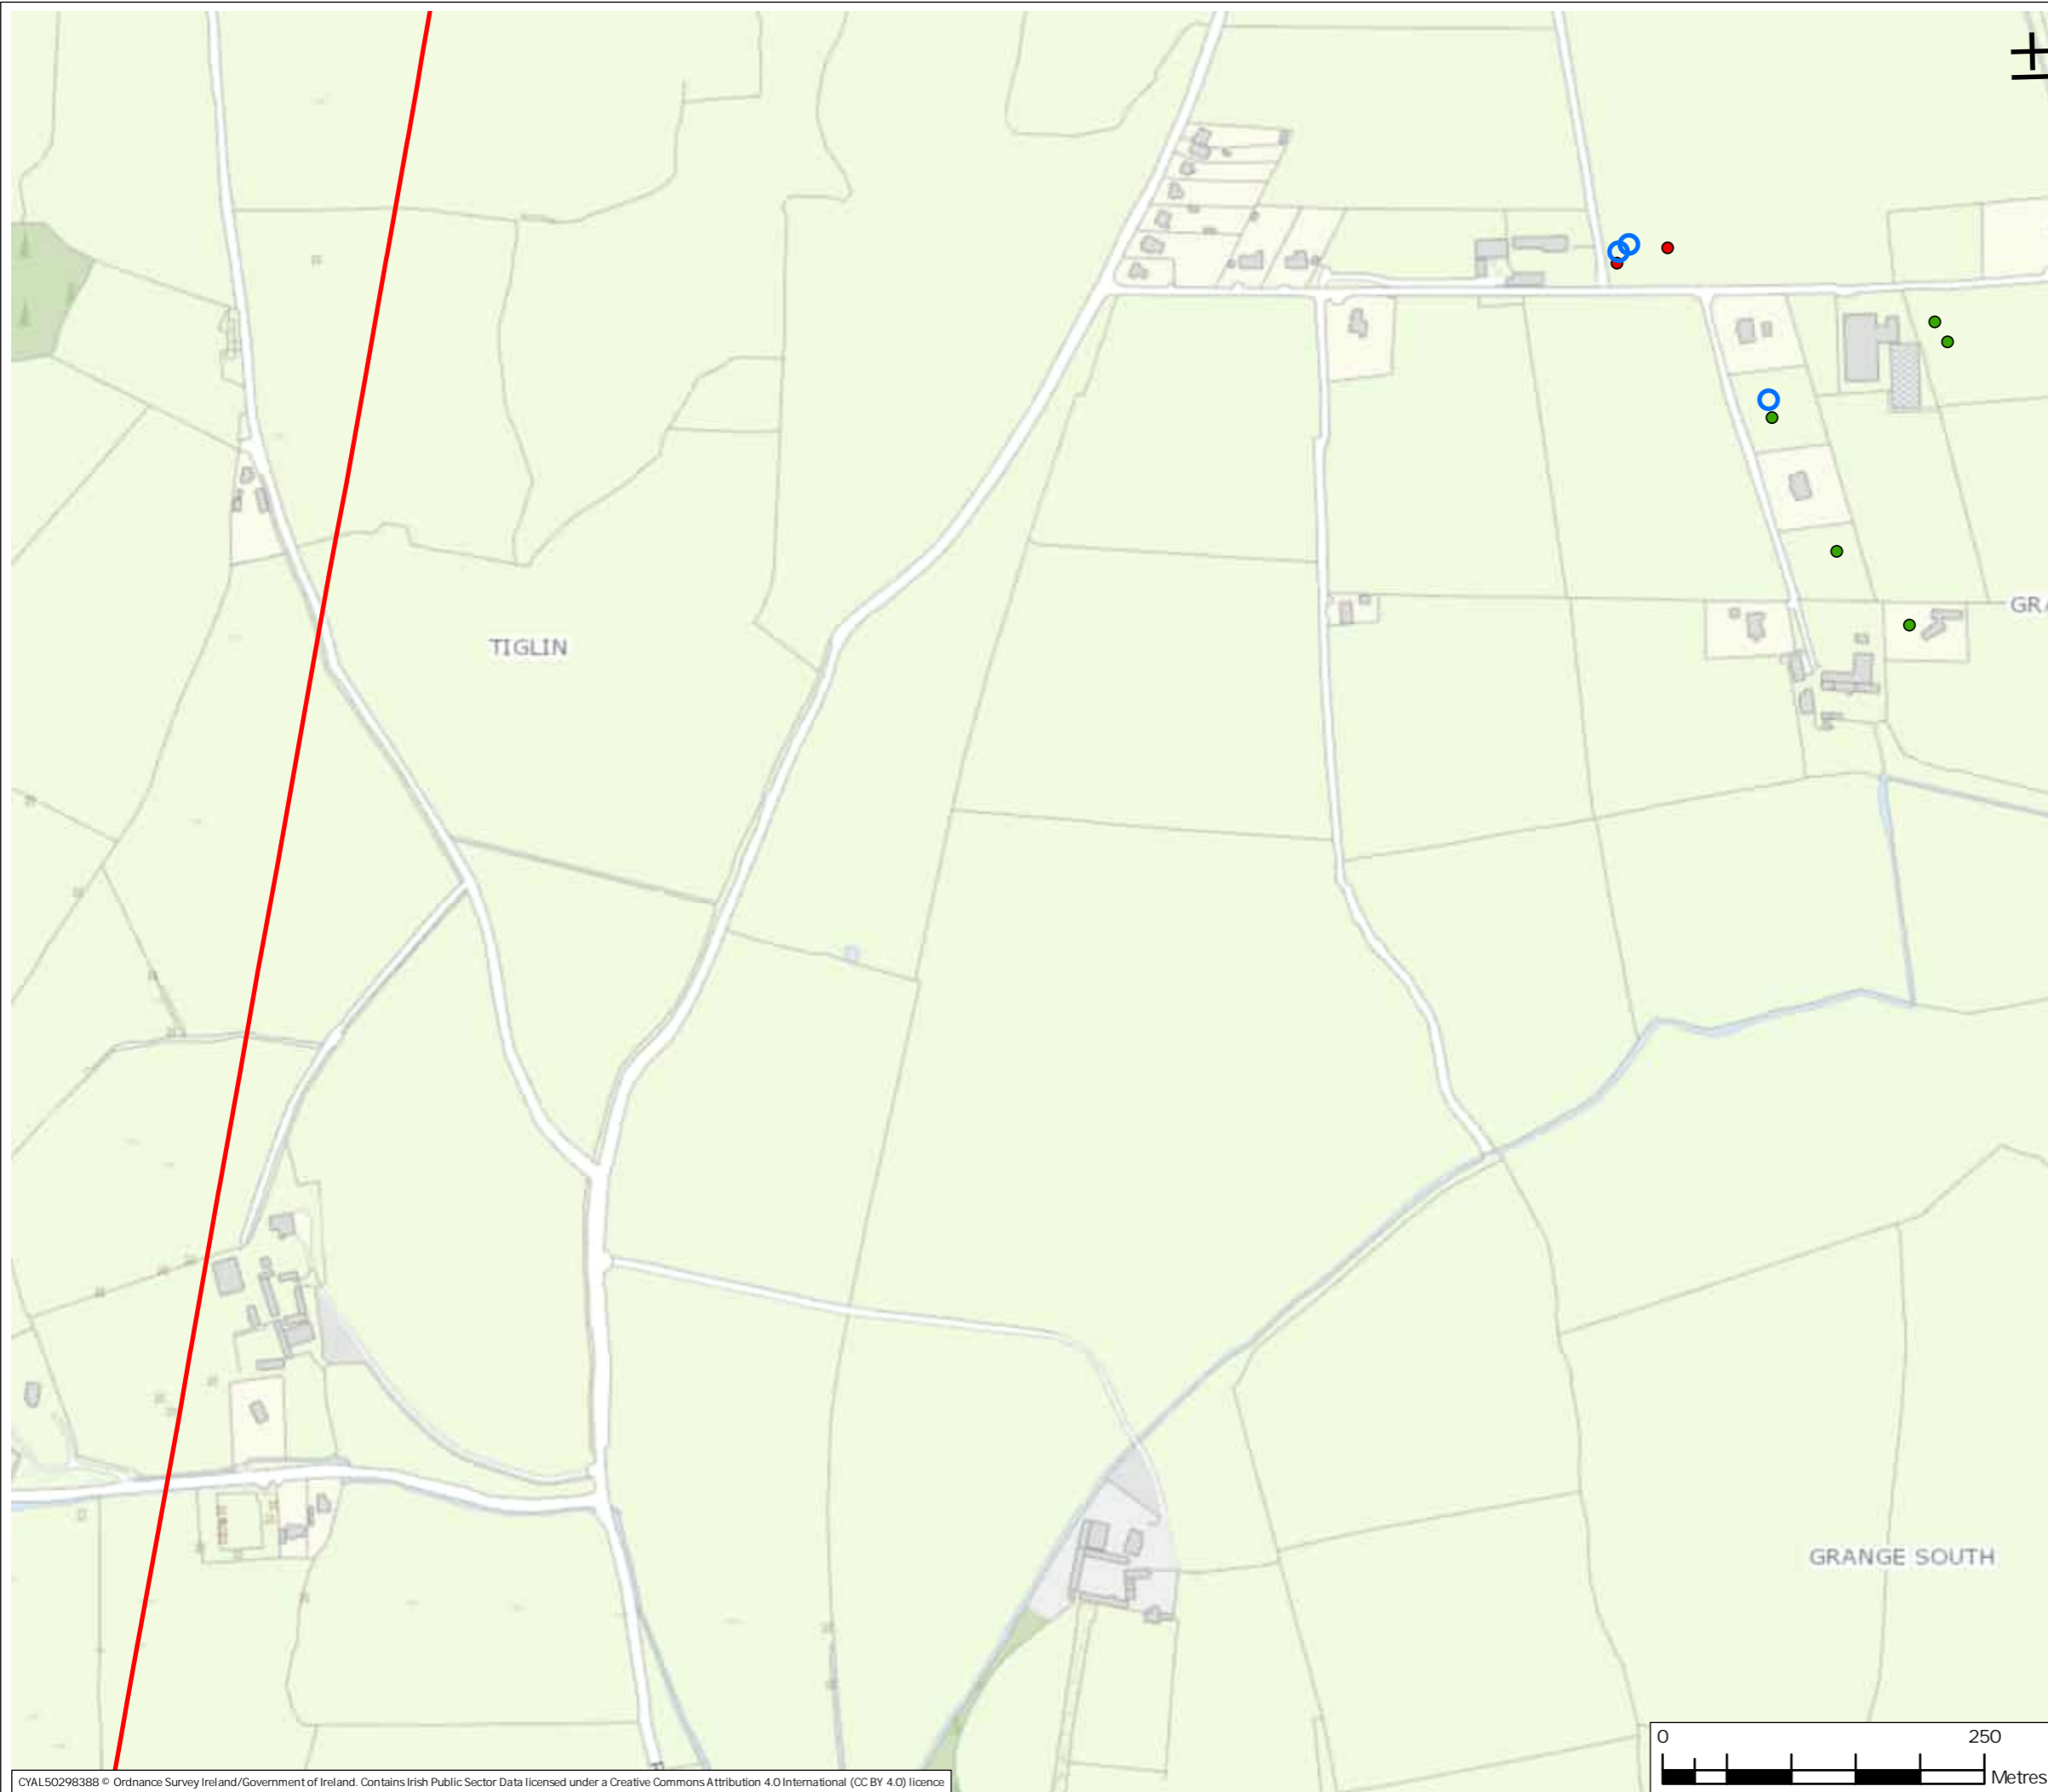 GRA
TIGLIN
GRANGE SOUTH
0 250
Metres
CYAL50298388 © Ordnance Survey Ireland/Government of Ireland. Contains Irish Public Sector Data licensed under a Creative Commons Attribution 4.0 International (CC BY 4.0) licence